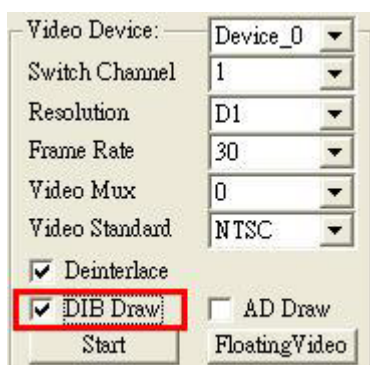 Video Device: Device_0
Switch Channel 1
Resolution D1
Frame Rate 30
Video Mux 0
Video Standard NTSC
Deinterlace
DIB Draw AD Draw
Start FloatingVideo